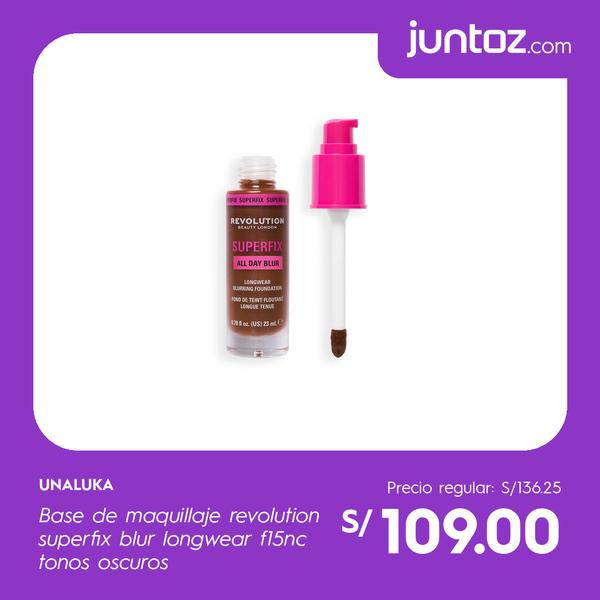 juntoz.com
SUPERFIX SUPERFIX SUPERFIX
REVOLUTION
BEAUTY LONDON
SUPERFIX
ALL DAY BLUR
LONGWEAR
BLURRING FOUNDATION
FOND DE TEINT FLOUTANT
LONGUE TENUE
0.78 fl. oz. (US) 23 mL ℮
UNALUKA
Precio regular: S/136.25
Base de maquillaje revolution
superfix blur longwear f15nc
tonos oscuros
S/ 109.00